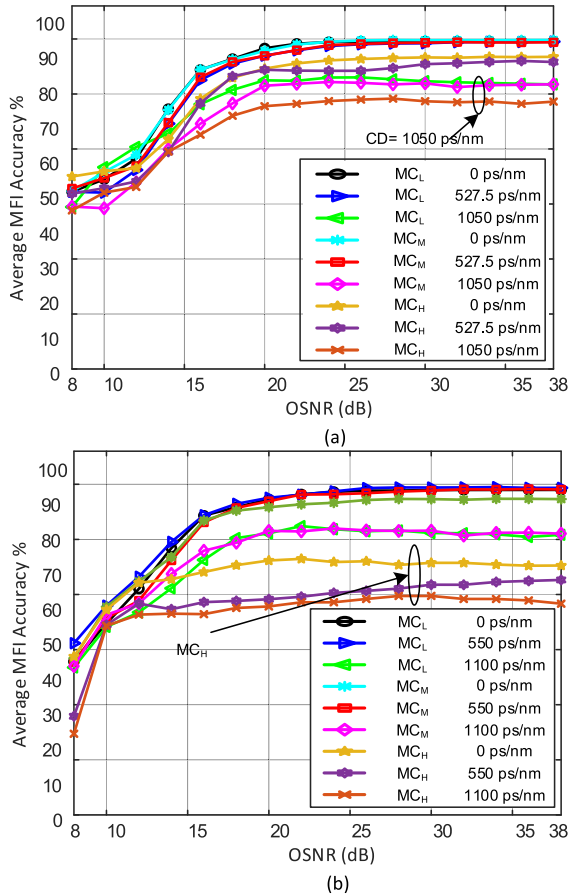 100
90
80
70
60
50
40
30
20
10
0
Average MFI Accuracy %
CD= 1050 ps/nm
MCL 0 ps/nm
MCL 527.5 ps/nm
MCL 1050 ps/nm
MCM 0 ps/nm
MCM 527.5 ps/nm
MCM 1050 ps/nm
MCH 0 ps/nm
MCH 527.5 ps/nm
MCH 1050 ps/nm
8 10 15 20 25 30 35 38
OSNR (dB)
(a)
100
90
80
70
60
50
40
30
20
10
0
Average MFI Accuracy %
MCH
MCL 0 ps/nm
MCL 550 ps/nm
MCL 1100 ps/nm
MCM 0 ps/nm
MCM 550 ps/nm
MCM 1100 ps/nm
MCH 0 ps/nm
MCH 550 ps/nm
MCH 1100 ps/nm
8 10 15 20 25 30 35 38
OSNR (dB)
(b)